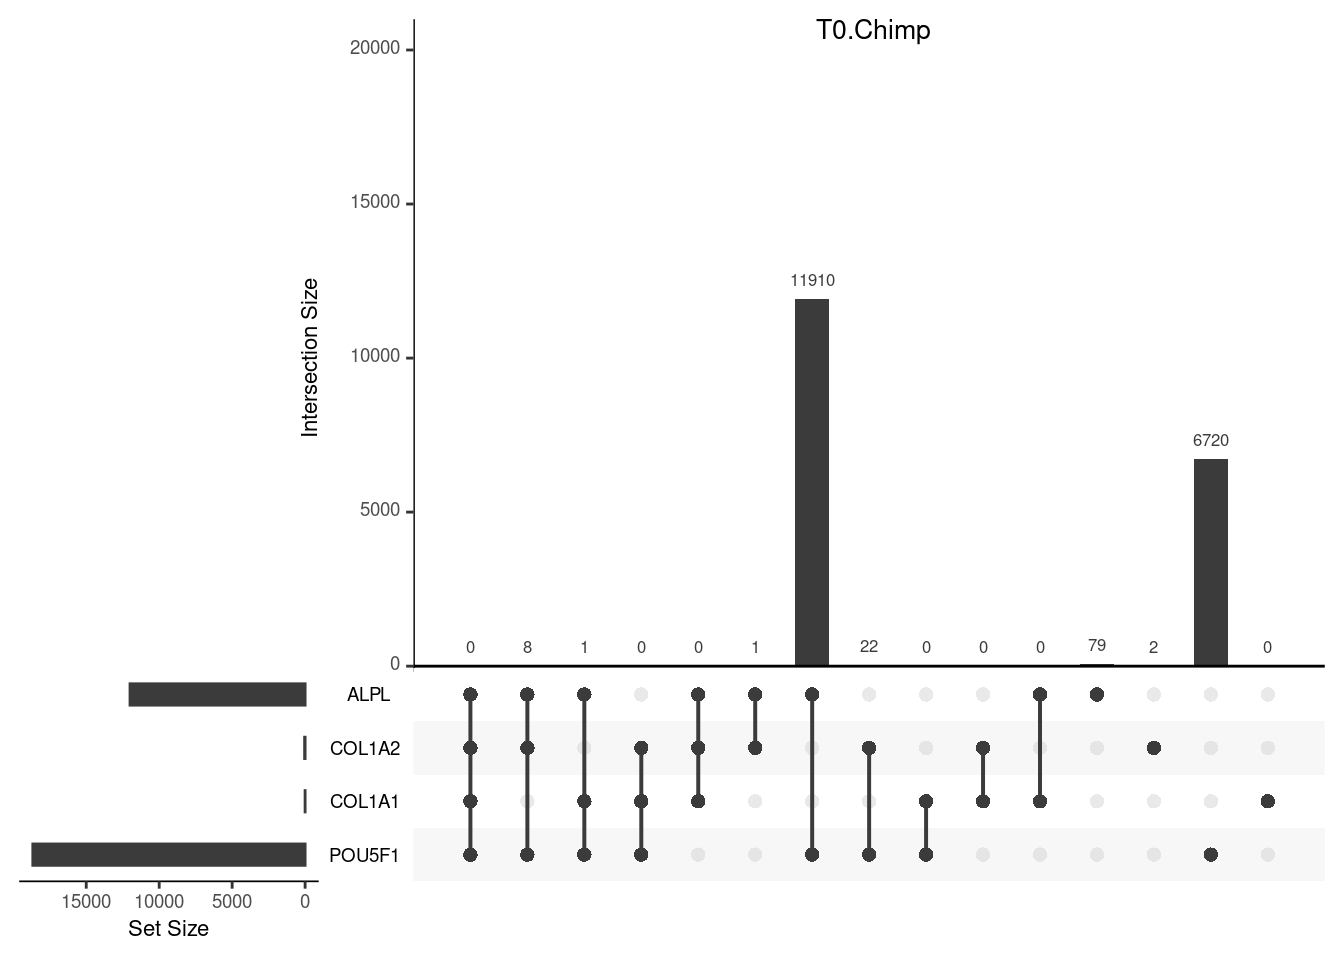 T0.Chimp
20000
15000
10000
5000
0
Intersection Size
11910
6720
0 8 1 0 0 1 22 0 0 0 79 2 0
ALPL
COL1A2
COL1A1
POU5F1
15000 10000 5000 0
Set Size